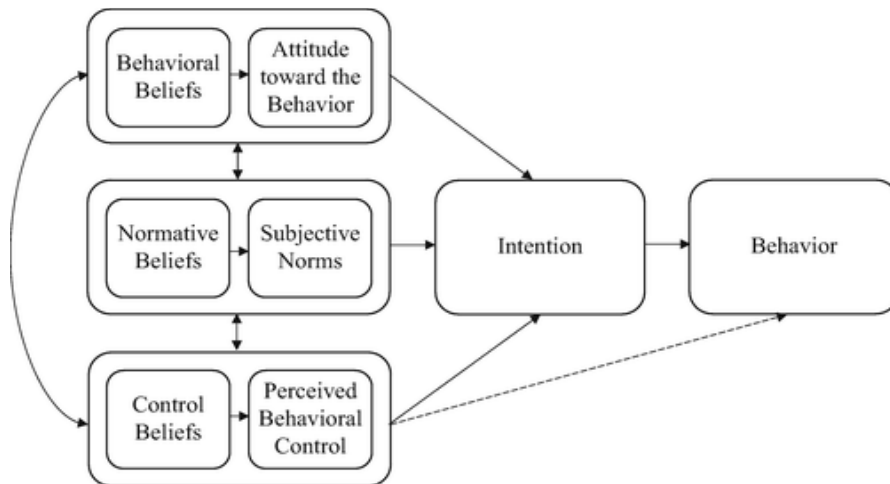 Behavioral
Beliefs
Attitude
toward the
Behavior
Normative
Beliefs
Subjective
Norms
Intention
Behavior
Control
Beliefs
Perceived
Behavioral
Control